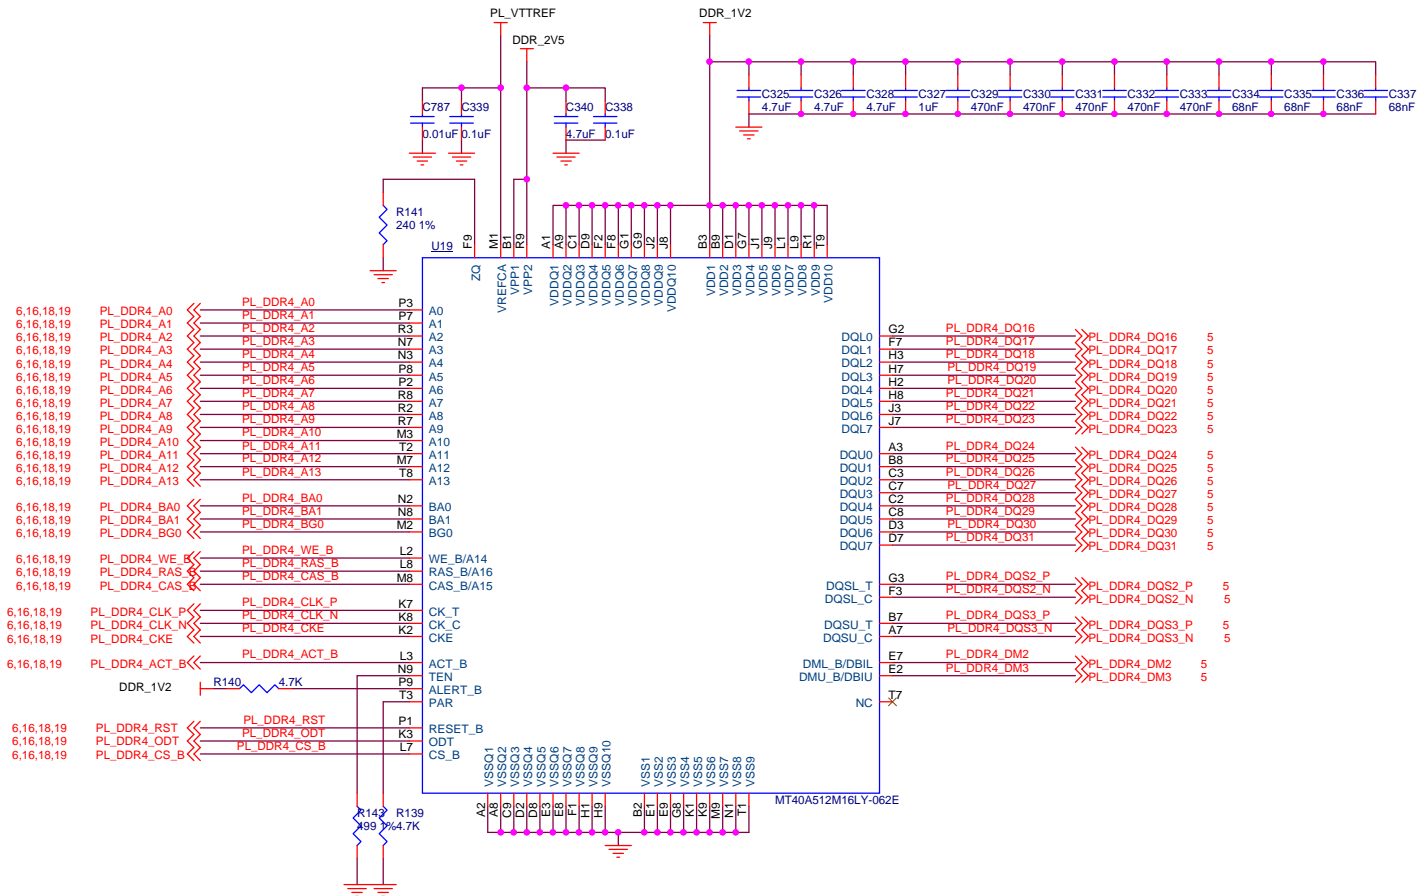 PL_VTTREF
DDR_1V2
DDR_2V5
C787
0.01uF
C339
0.1uF
C340
4.7uF
C338
0.1uF
C325
4.7uF
C326
4.7uF
C328
4.7uF
C327
1uF
C329
470nF
C330
470nF
C331
470nF
C332
470nF
C333
470nF
C334
68nF
C335
68nF
C336
68nF
C337
68nF
R141
240 1%
U19
F9 M1 B1 R9 A1 A9 C1 D9 F2 F8 G1 G9 J2 J8 B3 B9 D1 G7 J1 J9 L1 L9 R1 T9
ZQ VREFCA VPP1 VPP2 VDDQ1 VDDQ2 VDDQ3 VDDQ4 VDDQ5 VDDQ6 VDDQ7 VDDQ8 VDDQ9 VDDQ10 VDD1 VDD2 VDD3 VDD4 VDD5 VDD6 VDD7 VDD8 VDD9 VDD10
6,16,18,19 PL_DDR4_A0 PL_DDR4_A0 P3 A0
6,16,18,19 PL_DDR4_A1 PL_DDR4_A1 P7 A1
6,16,18,19 PL_DDR4_A2 PL_DDR4_A2 R3 A2
6,16,18,19 PL_DDR4_A3 PL_DDR4_A3 N7 A3
6,16,18,19 PL_DDR4_A4 PL_DDR4_A4 N3 A4
6,16,18,19 PL_DDR4_A5 PL_DDR4_A5 P8 A5
6,16,18,19 PL_DDR4_A6 PL_DDR4_A6 P2 A6
6,16,18,19 PL_DDR4_A7 PL_DDR4_A7 R8 A7
6,16,18,19 PL_DDR4_A8 PL_DDR4_A8 R2 A8
6,16,18,19 PL_DDR4_A9 PL_DDR4_A9 R7 A9
6,16,18,19 PL_DDR4_A10 PL_DDR4_A10 M3 A10
6,16,18,19 PL_DDR4_A11 PL_DDR4_A11 T2 A11
6,16,18,19 PL_DDR4_A12 PL_DDR4_A12 M7 A12
6,16,18,19 PL_DDR4_A13 PL_DDR4_A13 T8 A13
6,16,18,19 PL_DDR4_BA0 PL_DDR4_BA0 N2 BA0
6,16,18,19 PL_DDR4_BA1 PL_DDR4_BA1 N8 BA1
6,16,18,19 PL_DDR4_BG0 PL_DDR4_BG0 M2 BG0
6,16,18,19 PL_DDR4_WE_B PL_DDR4_WE_B L2 WE_B/A14
6,16,18,19 PL_DDR4_RAS_B PL_DDR4_RAS_B L8 RAS_B/A16
6,16,18,19 PL_DDR4_CAS_B PL_DDR4_CAS_B M8 CAS_B/A15
6,16,18,19 PL_DDR4_CLK_P PL_DDR4_CLK_P K7 CK_T
6,16,18,19 PL_DDR4_CLK_N PL_DDR4_CLK_N K8 CK_C
6,16,18,19 PL_DDR4_CKE PL_DDR4_CKE K2 CKE
6,16,18,19 PL_DDR4_ACT_B PL_DDR4_ACT_B L3 ACT_B
N9 TEN
DDR_1V2 R140 4.7K P9 ALERT_B
T3 PAR
6,16,18,19 PL_DDR4_RST PL_DDR4_RST P1 RESET_B
6,16,18,19 PL_DDR4_ODT PL_DDR4_ODT K3 ODT
6,16,18,19 PL_DDR4_CS_B PL_DDR4_CS_B L7 CS_B
DQL0 G2 PL_DDR4_DQ16 PL_DDR4_DQ16 5
DQL1 F7 PL_DDR4_DQ17 PL_DDR4_DQ17 5
DQL2 H3 PL_DDR4_DQ18 PL_DDR4_DQ18 5
DQL3 H7 PL_DDR4_DQ19 PL_DDR4_DQ19 5
DQL4 H2 PL_DDR4_DQ20 PL_DDR4_DQ20 5
DQL5 H8 PL_DDR4_DQ21 PL_DDR4_DQ21 5
DQL6 J3 PL_DDR4_DQ22 PL_DDR4_DQ22 5
DQL7 J7 PL_DDR4_DQ23 PL_DDR4_DQ23 5
DQU0 A3 PL_DDR4_DQ24 PL_DDR4_DQ24 5
DQU1 B8 PL_DDR4_DQ25 PL_DDR4_DQ25 5
DQU2 C3 PL_DDR4_DQ26 PL_DDR4_DQ26 5
DQU3 C7 PL_DDR4_DQ27 PL_DDR4_DQ27 5
DQU4 C2 PL_DDR4_DQ28 PL_DDR4_DQ28 5
DQU5 C8 PL_DDR4_DQ29 PL_DDR4_DQ29 5
DQU6 D3 PL_DDR4_DQ30 PL_DDR4_DQ30 5
DQU7 D7 PL_DDR4_DQ31 PL_DDR4_DQ31 5
DQSL_T G3 PL_DDR4_DQS2_P PL_DDR4_DQS2_P 5
DQSL_C F3 PL_DDR4_DQS2_N PL_DDR4_DQS2_N 5
DQSU_T B7 PL_DDR4_DQS3_P PL_DDR4_DQS3_P 5
DQSU_C A7 PL_DDR4_DQS3_N PL_DDR4_DQS3_N 5
DML_B/DBIL E7 PL_DDR4_DM2 PL_DDR4_DM2 5
DMU_B/DBIU E2 PL_DDR4_DM3 PL_DDR4_DM3 5
NC T7
VSSQ1 VSSQ2 VSSQ3 VSSQ4 VSSQ5 VSSQ6 VSSQ7 VSSQ8 VSSQ9 VSSQ10 VSS1 VSS2 VSS3 VSS4 VSS5 VSS6 VSS7 VSS8 VSS9
A2 A8 C9 D2 D8 E3 E8 F1 H1 H9 B2 E1 E9 G8 K1 K9 M9 N1 T1
MT40A512M16LY-062E
R143
499 1%
R139
4.7K